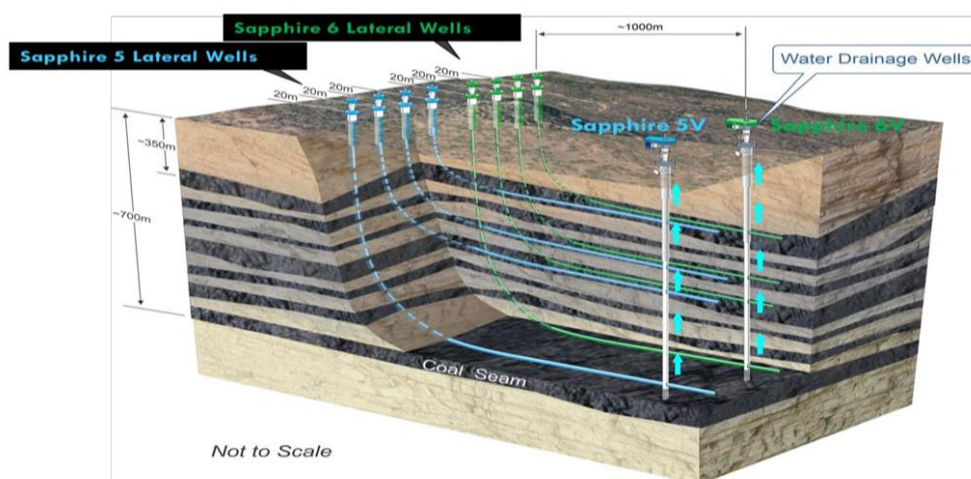 Sapphire 6 Lateral Wells
~1000m
Sapphire 5 Lateral Wells
Water Drainage Wells
20m
20m
20m
20m
20m
20m
20m
20m
Sapphire 5V
Sapphire 6V
~350m
~700m
Coal Seam
Not to Scale